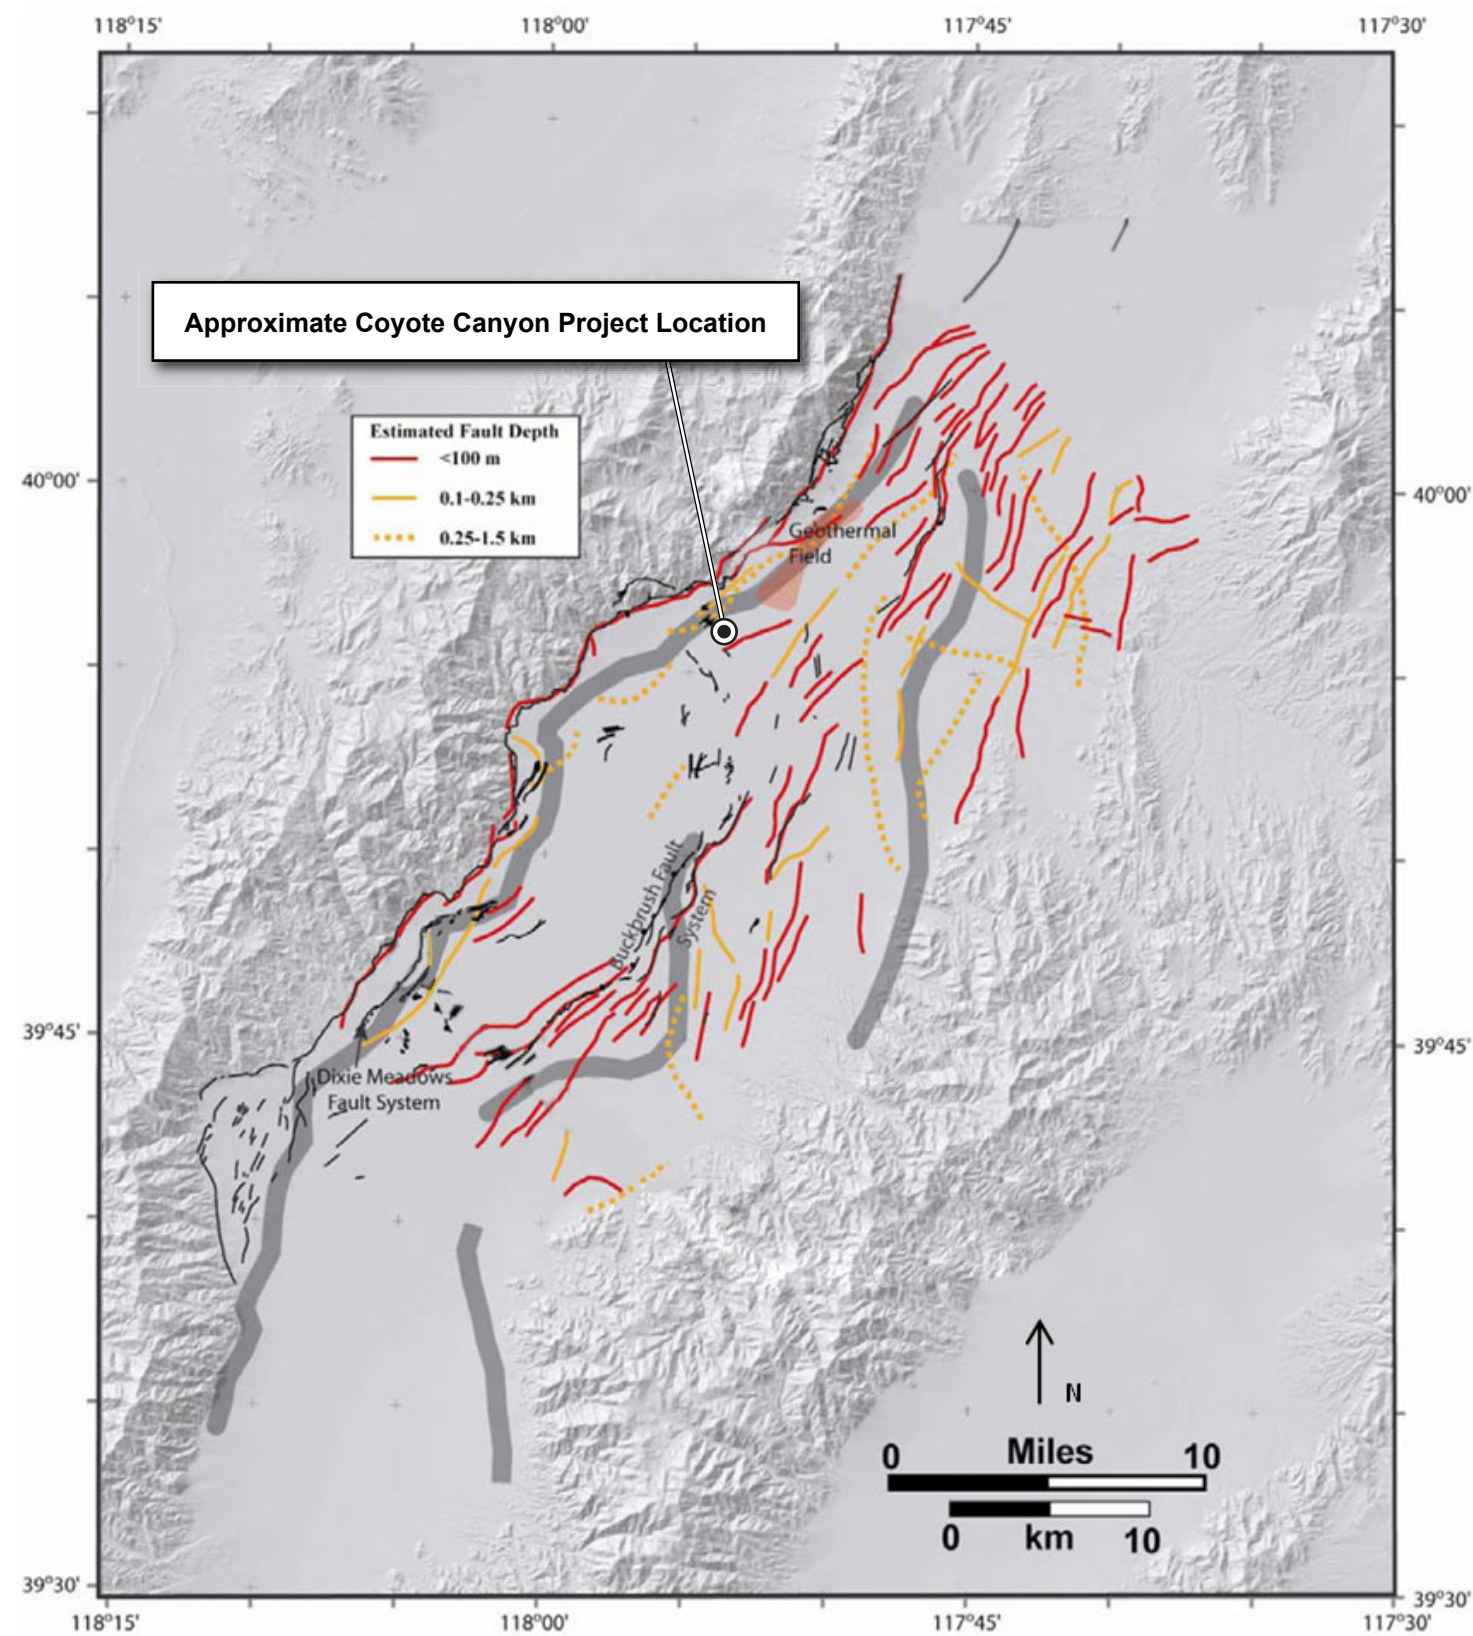 118°15'
118°00'
117°45'
117°30'
Approximate Coyote Canyon Project Location
Estimated Fault Depth
<100 m
0.1-0.25 km
0.25-1.5 km
40°00'
40°00'
Geothermal
Field
Buckbrush Fault
System
39°45'
39°45'
Dixie Meadows
Fault System
N
0 Miles 10
0 km 10
39°30'
39°30'
118°15'
118°00'
117°45'
117°30'